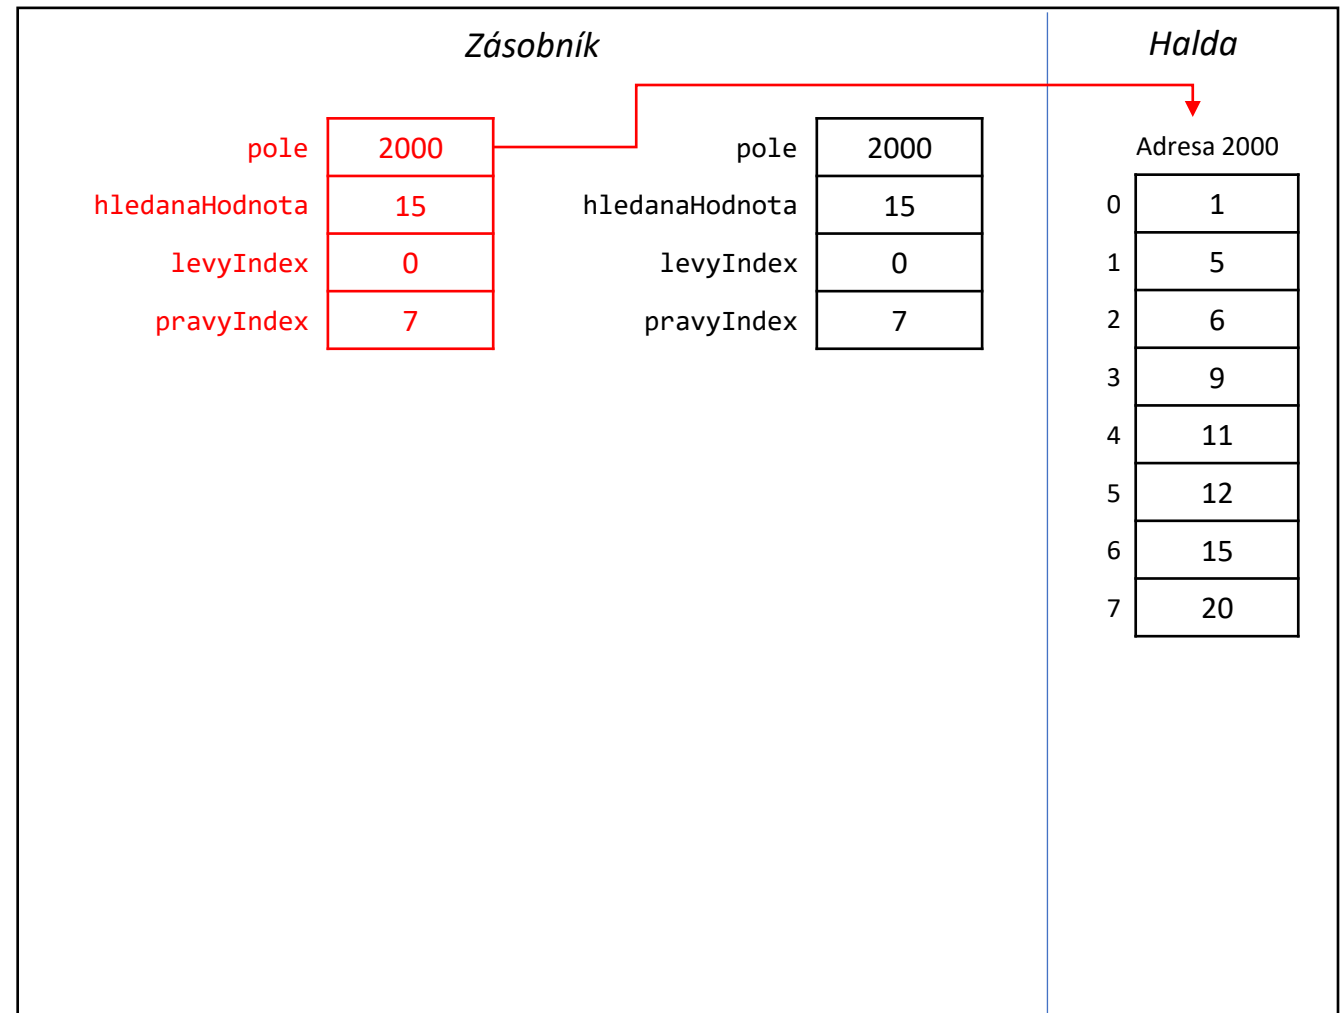 Zásobník Halda
pole 2000 pole 2000 Adresa 2000
hledanaHodnota 15 hledanaHodnota 15 0 1
levyIndex 0 levyIndex 0 1 5
pravyIndex 7 pravyIndex 7 2 6
3 9
4 11
5 12
6 15
7 20